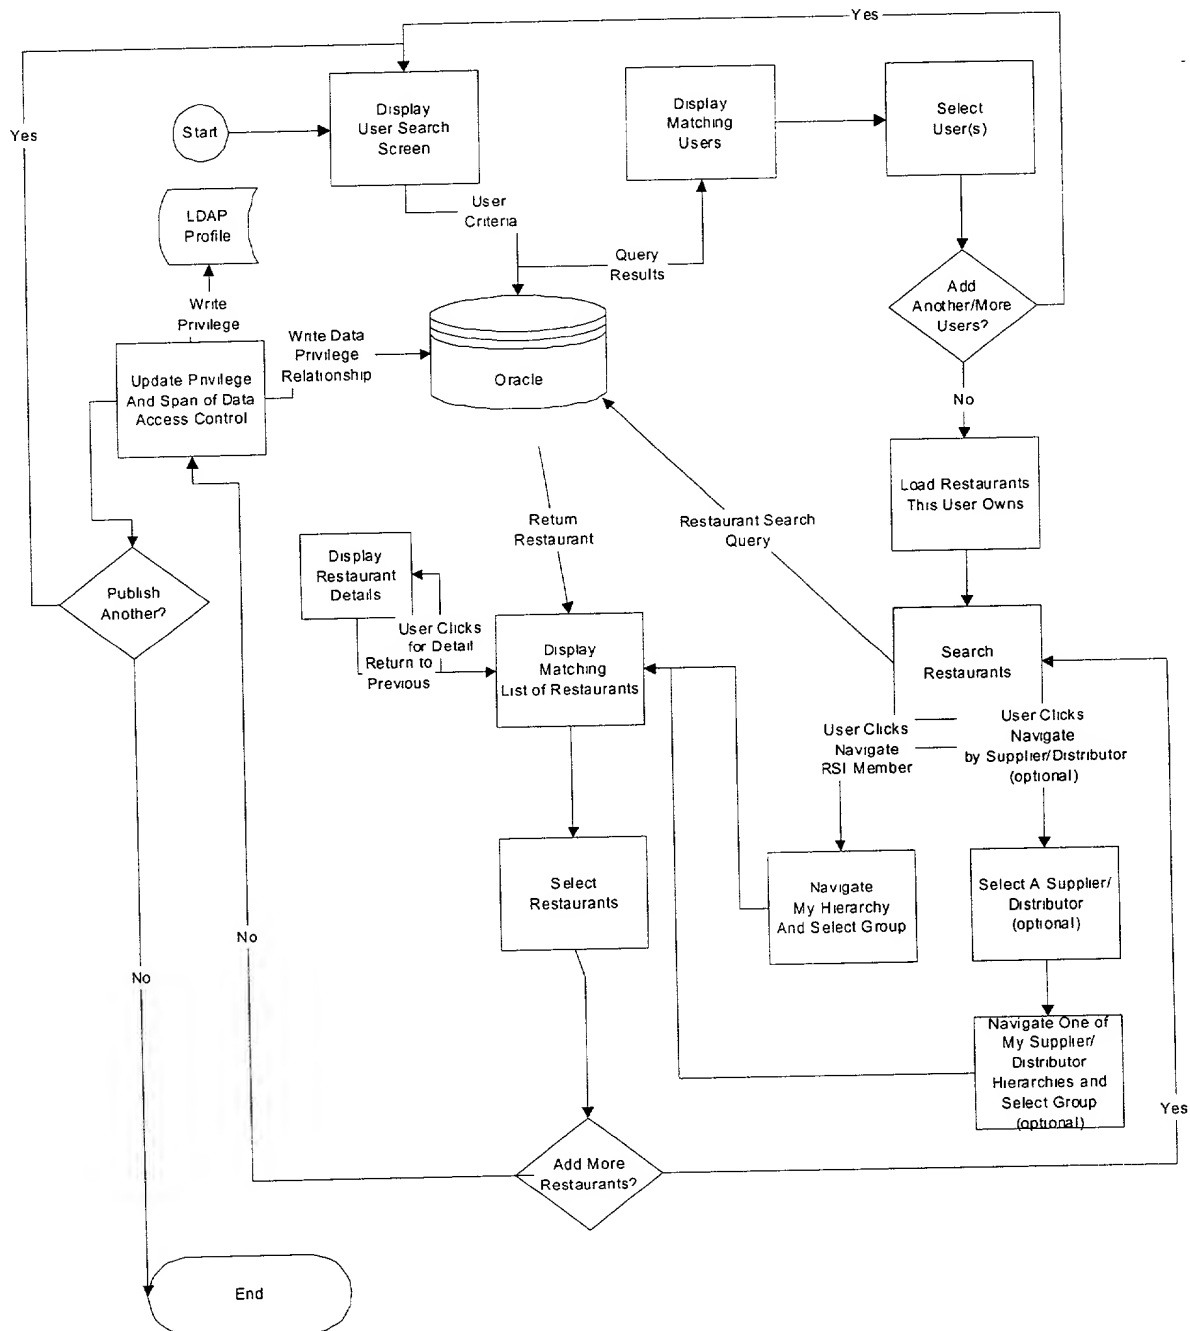 Yes
Yes
Start
Display
User Search
Screen
Display
Matching
Users
Select
User(s)
LDAP
Profile
User
Criteria
Query
Results
Add
Another/More
Users?
Write
Privilege
Write Data
Privilege
Relationship
Oracle
Update Privilege
And Span of Data
Access Control
No
Load Restaurants
This User Owns
Return
Restaurant
Restaurant Search
Query
Display
Restaurant
Details
Publish
Another?
User Clicks
for Detail
Return to
Previous
Display
Matching
List of Restaurants
Search
Restaurants
User Clicks
Navigate
RSI Member
User Clicks
Navigate
by Supplier/Distributor
(optional)
Select
Restaurants
Navigate
My Hierarchy
And Select Group
Select A Supplier/
Distributor
(optional)
No
No
Navigate One of
My Supplier/
Distributor
Hierarchies and
Select Group
(optional)
Yes
Add More
Restaurants?
End